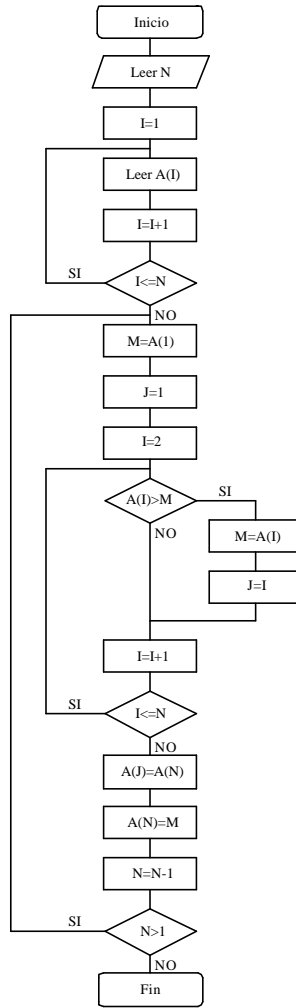 Inicio
Leer N
I=1
Leer A(I)
I=I+1
SI
I<=N
NO
M=A(1)
J=1
I=2
A(I)>M
SI
NO
M=A(I)
J=I
I=I+1
SI
I<=N
NO
A(J)=A(N)
A(N)=M
N=N-1
SI
N>1
NO
Fin